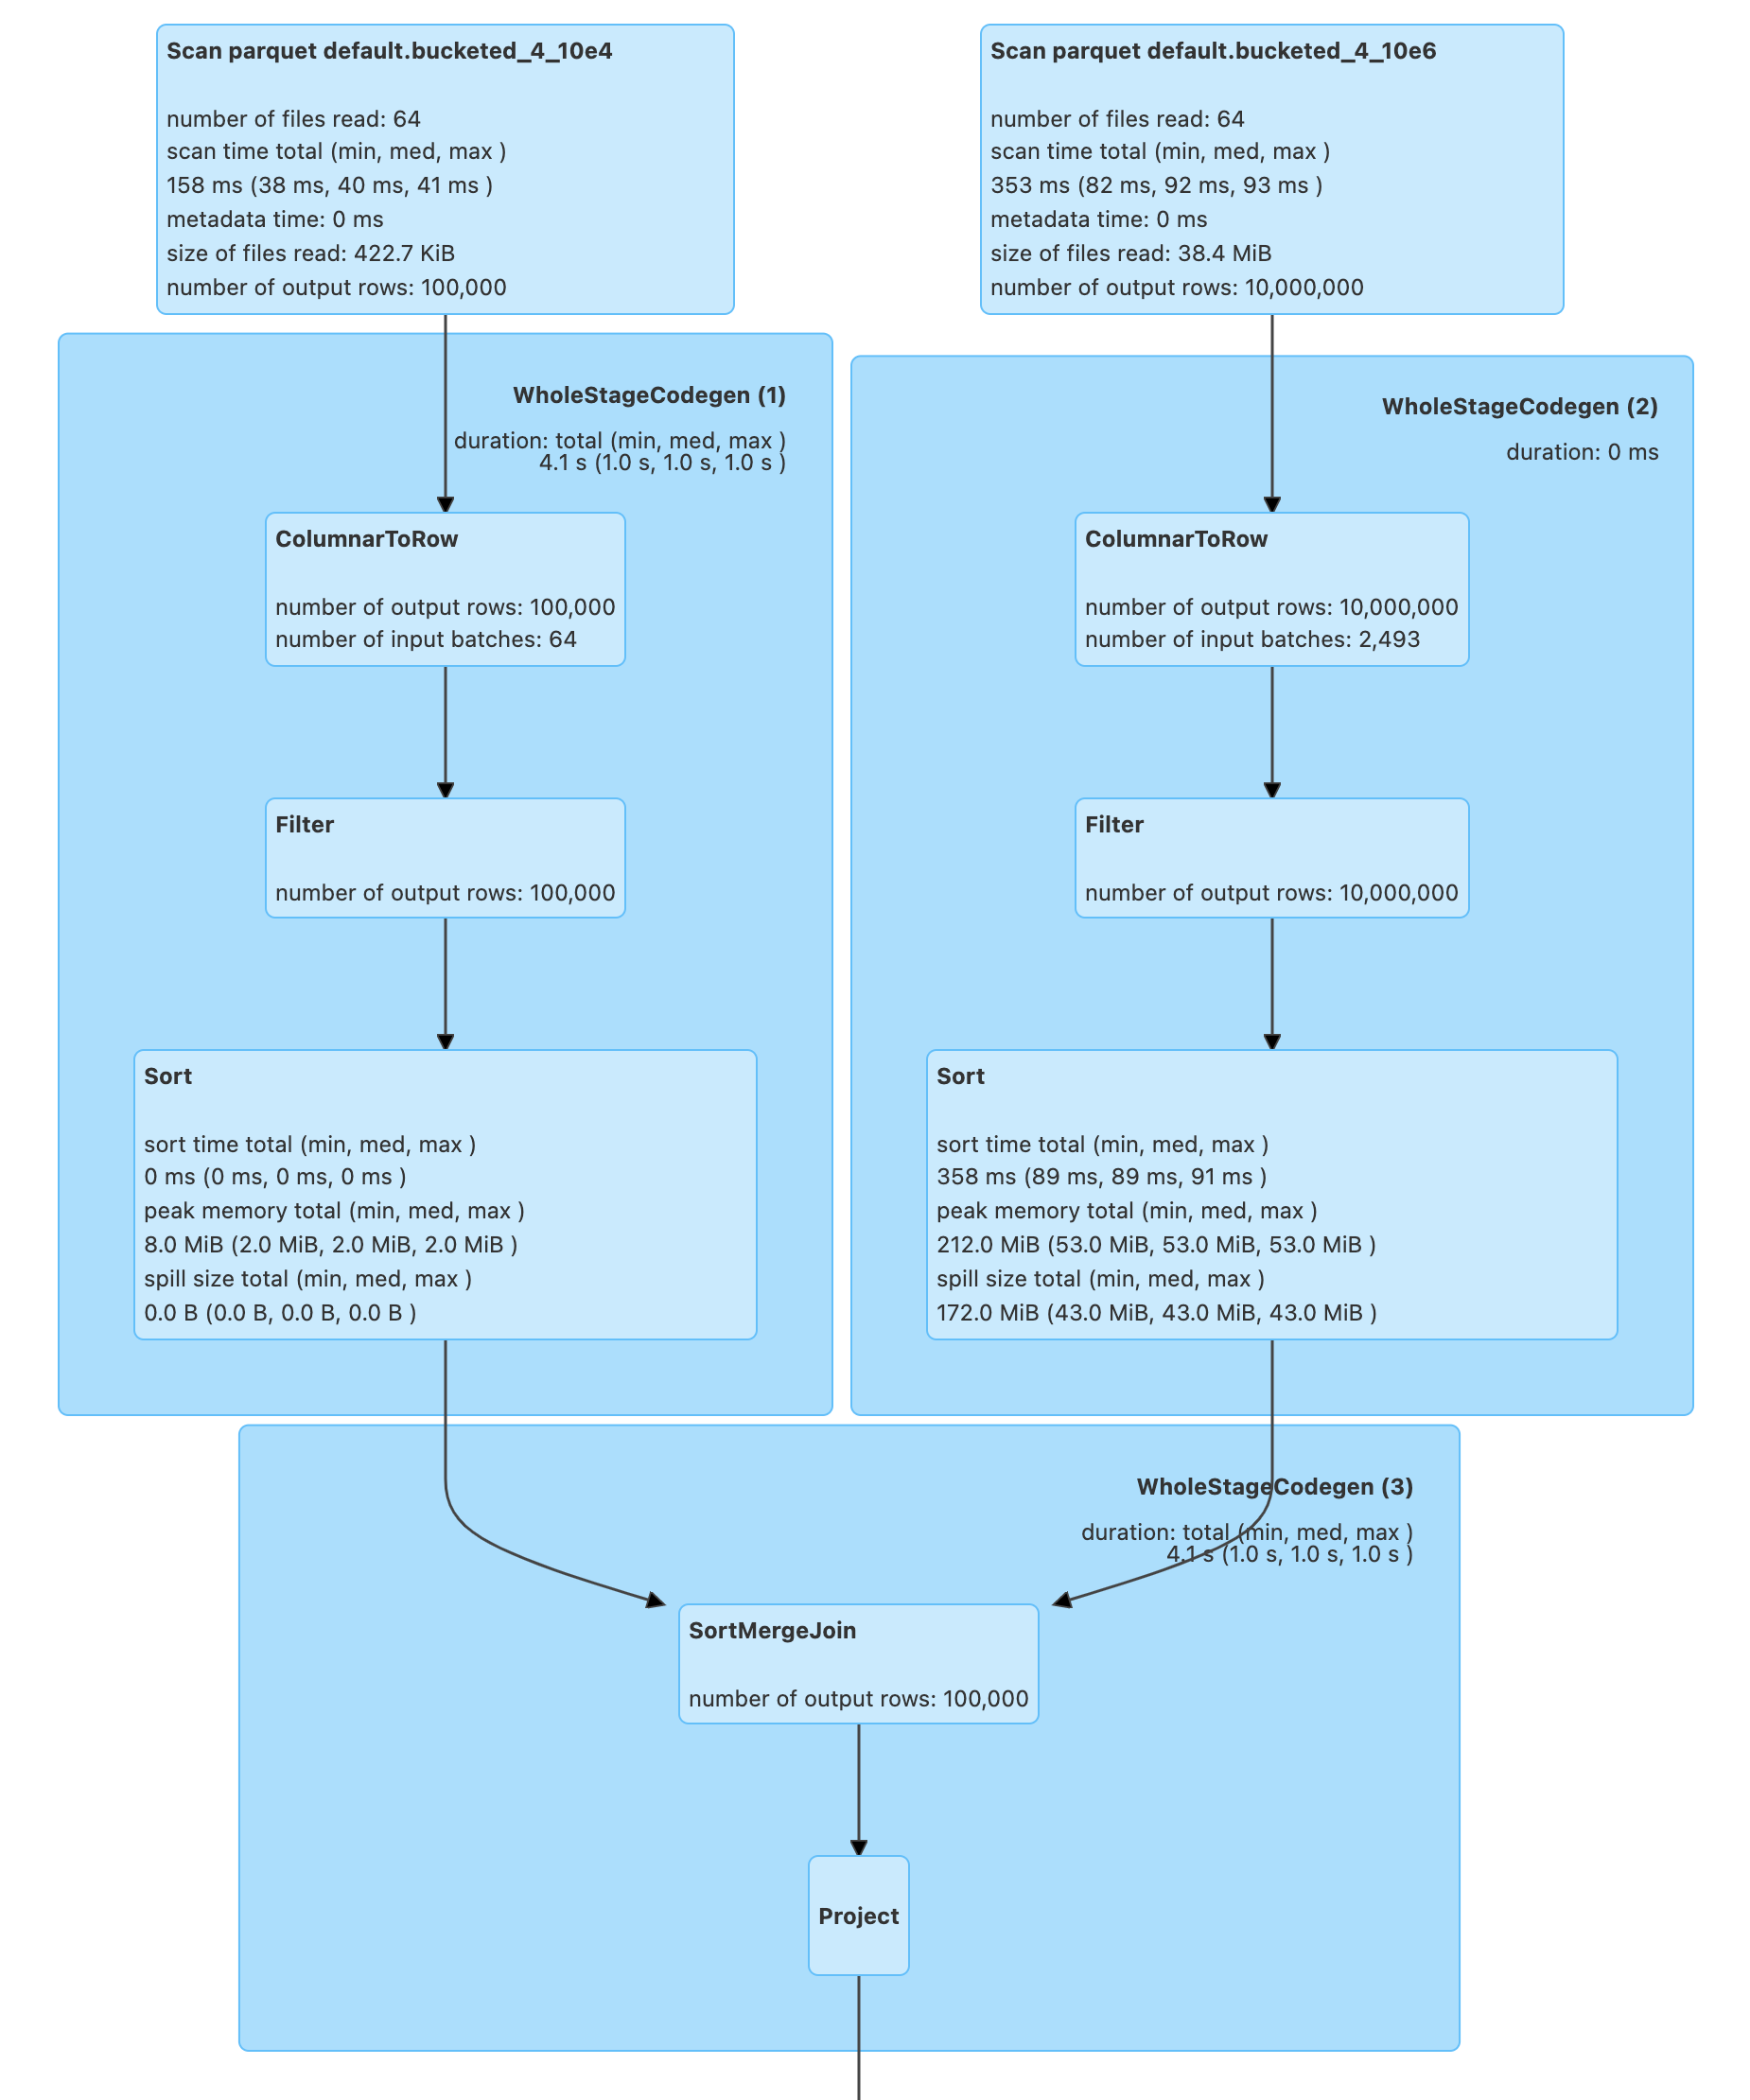 Scan parquet default.bucketed_4_10e4
number of files read: 64
scan time total (min, med, max )
158 ms (38 ms, 40 ms, 41 ms )
metadata time: 0 ms
size of files read: 422.7 KiB
number of output rows: 100,000
Scan parquet default.bucketed_4_10e6
number of files read: 64
scan time total (min, med, max )
353 ms (82 ms, 92 ms, 93 ms )
metadata time: 0 ms
size of files read: 38.4 MiB
number of output rows: 10,000,000
WholeStageCodegen (1)
duration: total (min, med, max )
4.1 s (1.0 s, 1.0 s, 1.0 s )
ColumnarToRow
number of output rows: 100,000
number of input batches: 64
Filter
number of output rows: 100,000
Sort
sort time total (min, med, max )
0 ms (0 ms, 0 ms, 0 ms )
peak memory total (min, med, max )
8.0 MiB (2.0 MiB, 2.0 MiB, 2.0 MiB )
spill size total (min, med, max )
0.0 B (0.0 B, 0.0 B, 0.0 B )
WholeStageCodegen (2)
duration: 0 ms
ColumnarToRow
number of output rows: 10,000,000
number of input batches: 2,493
Filter
number of output rows: 10,000,000
Sort
sort time total (min, med, max )
358 ms (89 ms, 89 ms, 91 ms )
peak memory total (min, med, max )
212.0 MiB (53.0 MiB, 53.0 MiB, 53.0 MiB )
spill size total (min, med, max )
172.0 MiB (43.0 MiB, 43.0 MiB, 43.0 MiB )
WholeStageCodegen (3)
duration: total (min, med, max )
4.1 s (1.0 s, 1.0 s, 1.0 s )
SortMergeJoin
number of output rows: 100,000
Project